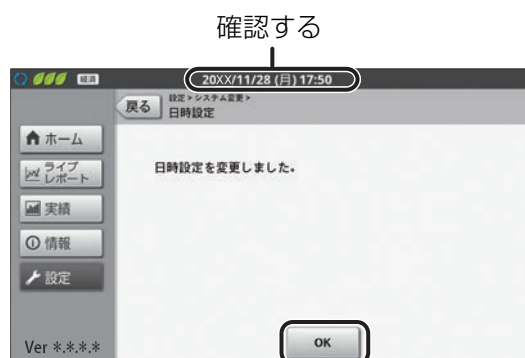 確認する
経済
20XX/11/28 (月) 17:50
戻る
設定 > システム変更 >
日時設定
ホーム
ライブ
レポート
実績
情報
設定
日時設定を変更しました。
OK
Ver *.*.*.*